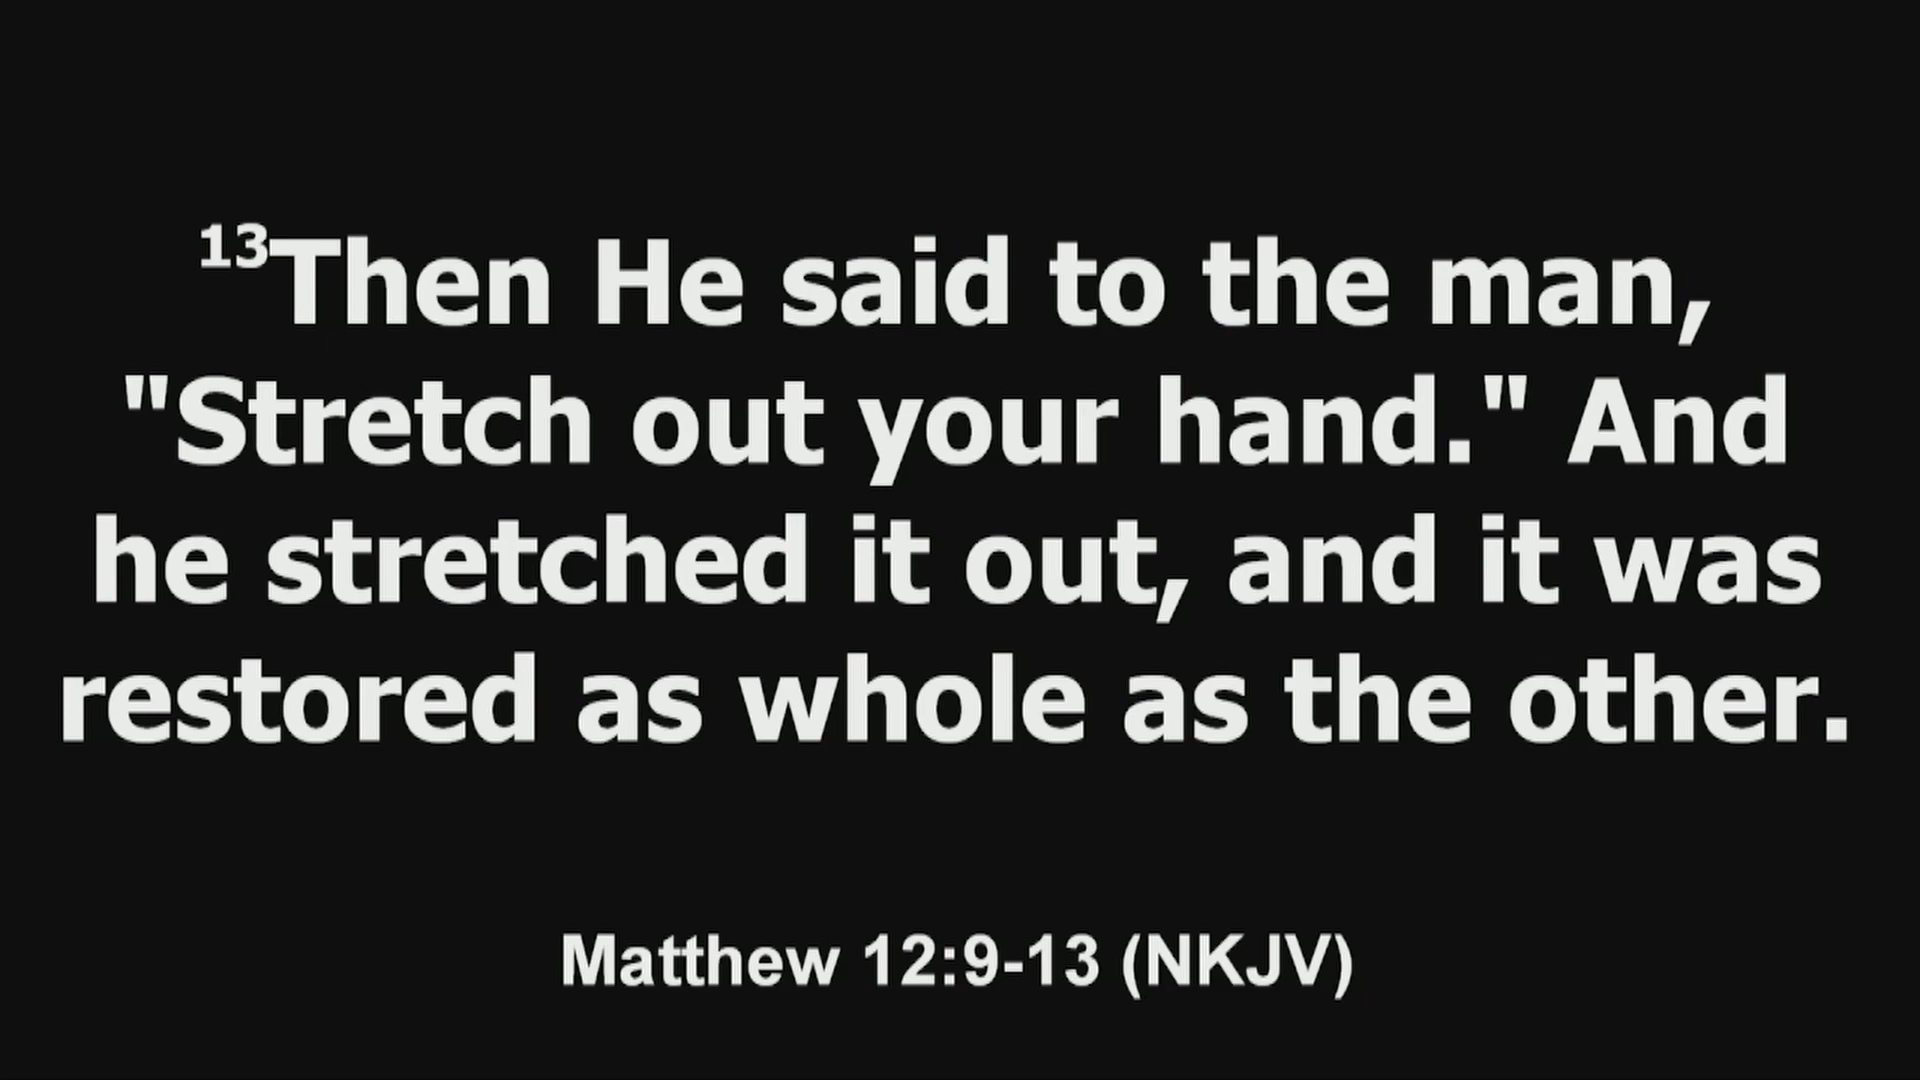 13Then He said to the man,
"Stretch out your hand." And
he stretched it out, and it was
restored as whole as the other.
Matthew 12:9-13 (NKJV)